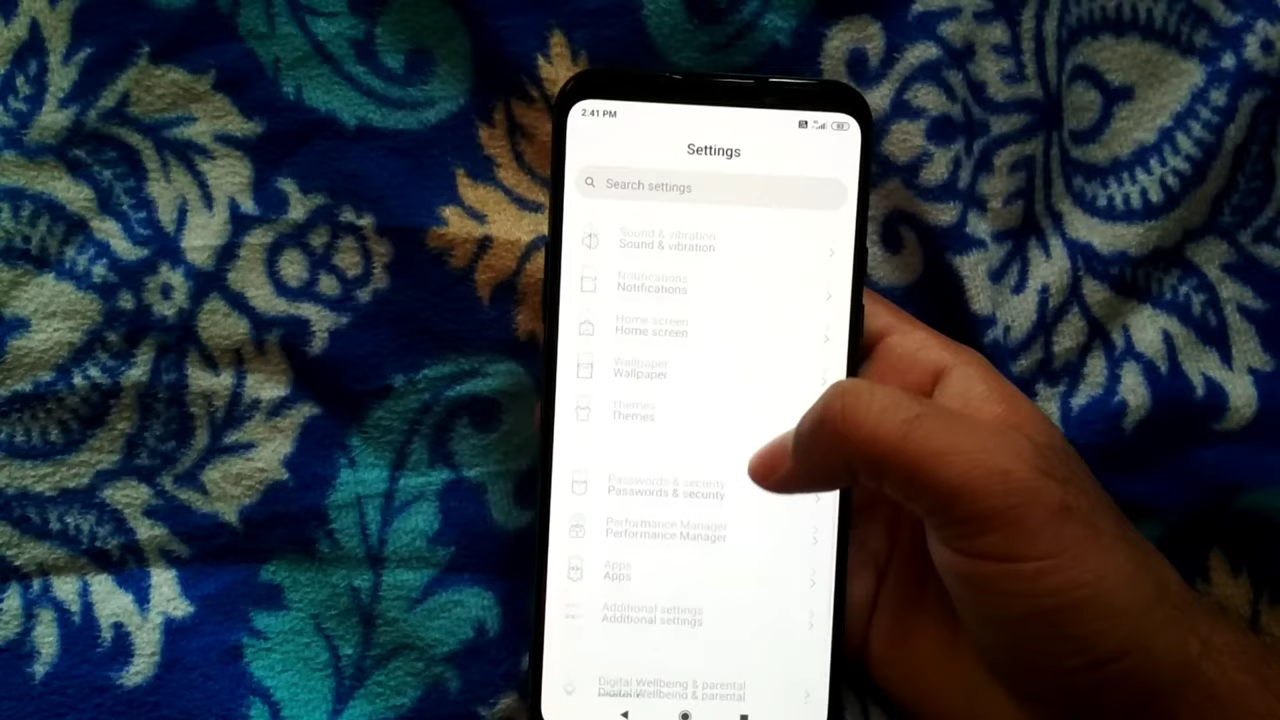 2:41 PM
Settings
Search settings
Sound & vibration
Notifications
Home screen
Wallpaper
Themes
Passwords & security
Performance Manager
Apps
Additional settings
Digital Wellbeing & parental